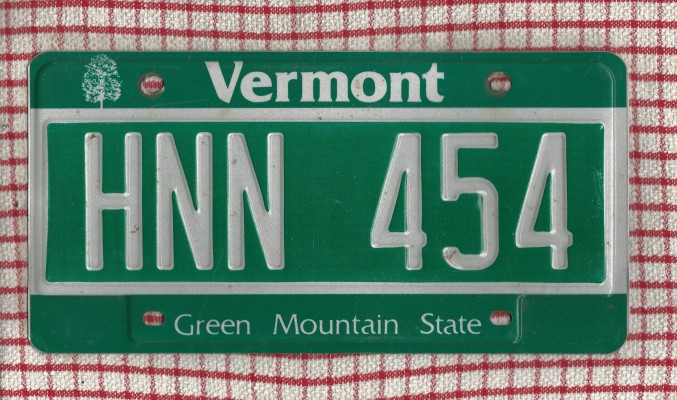 Vermont
HNN 454
Green Mountain State